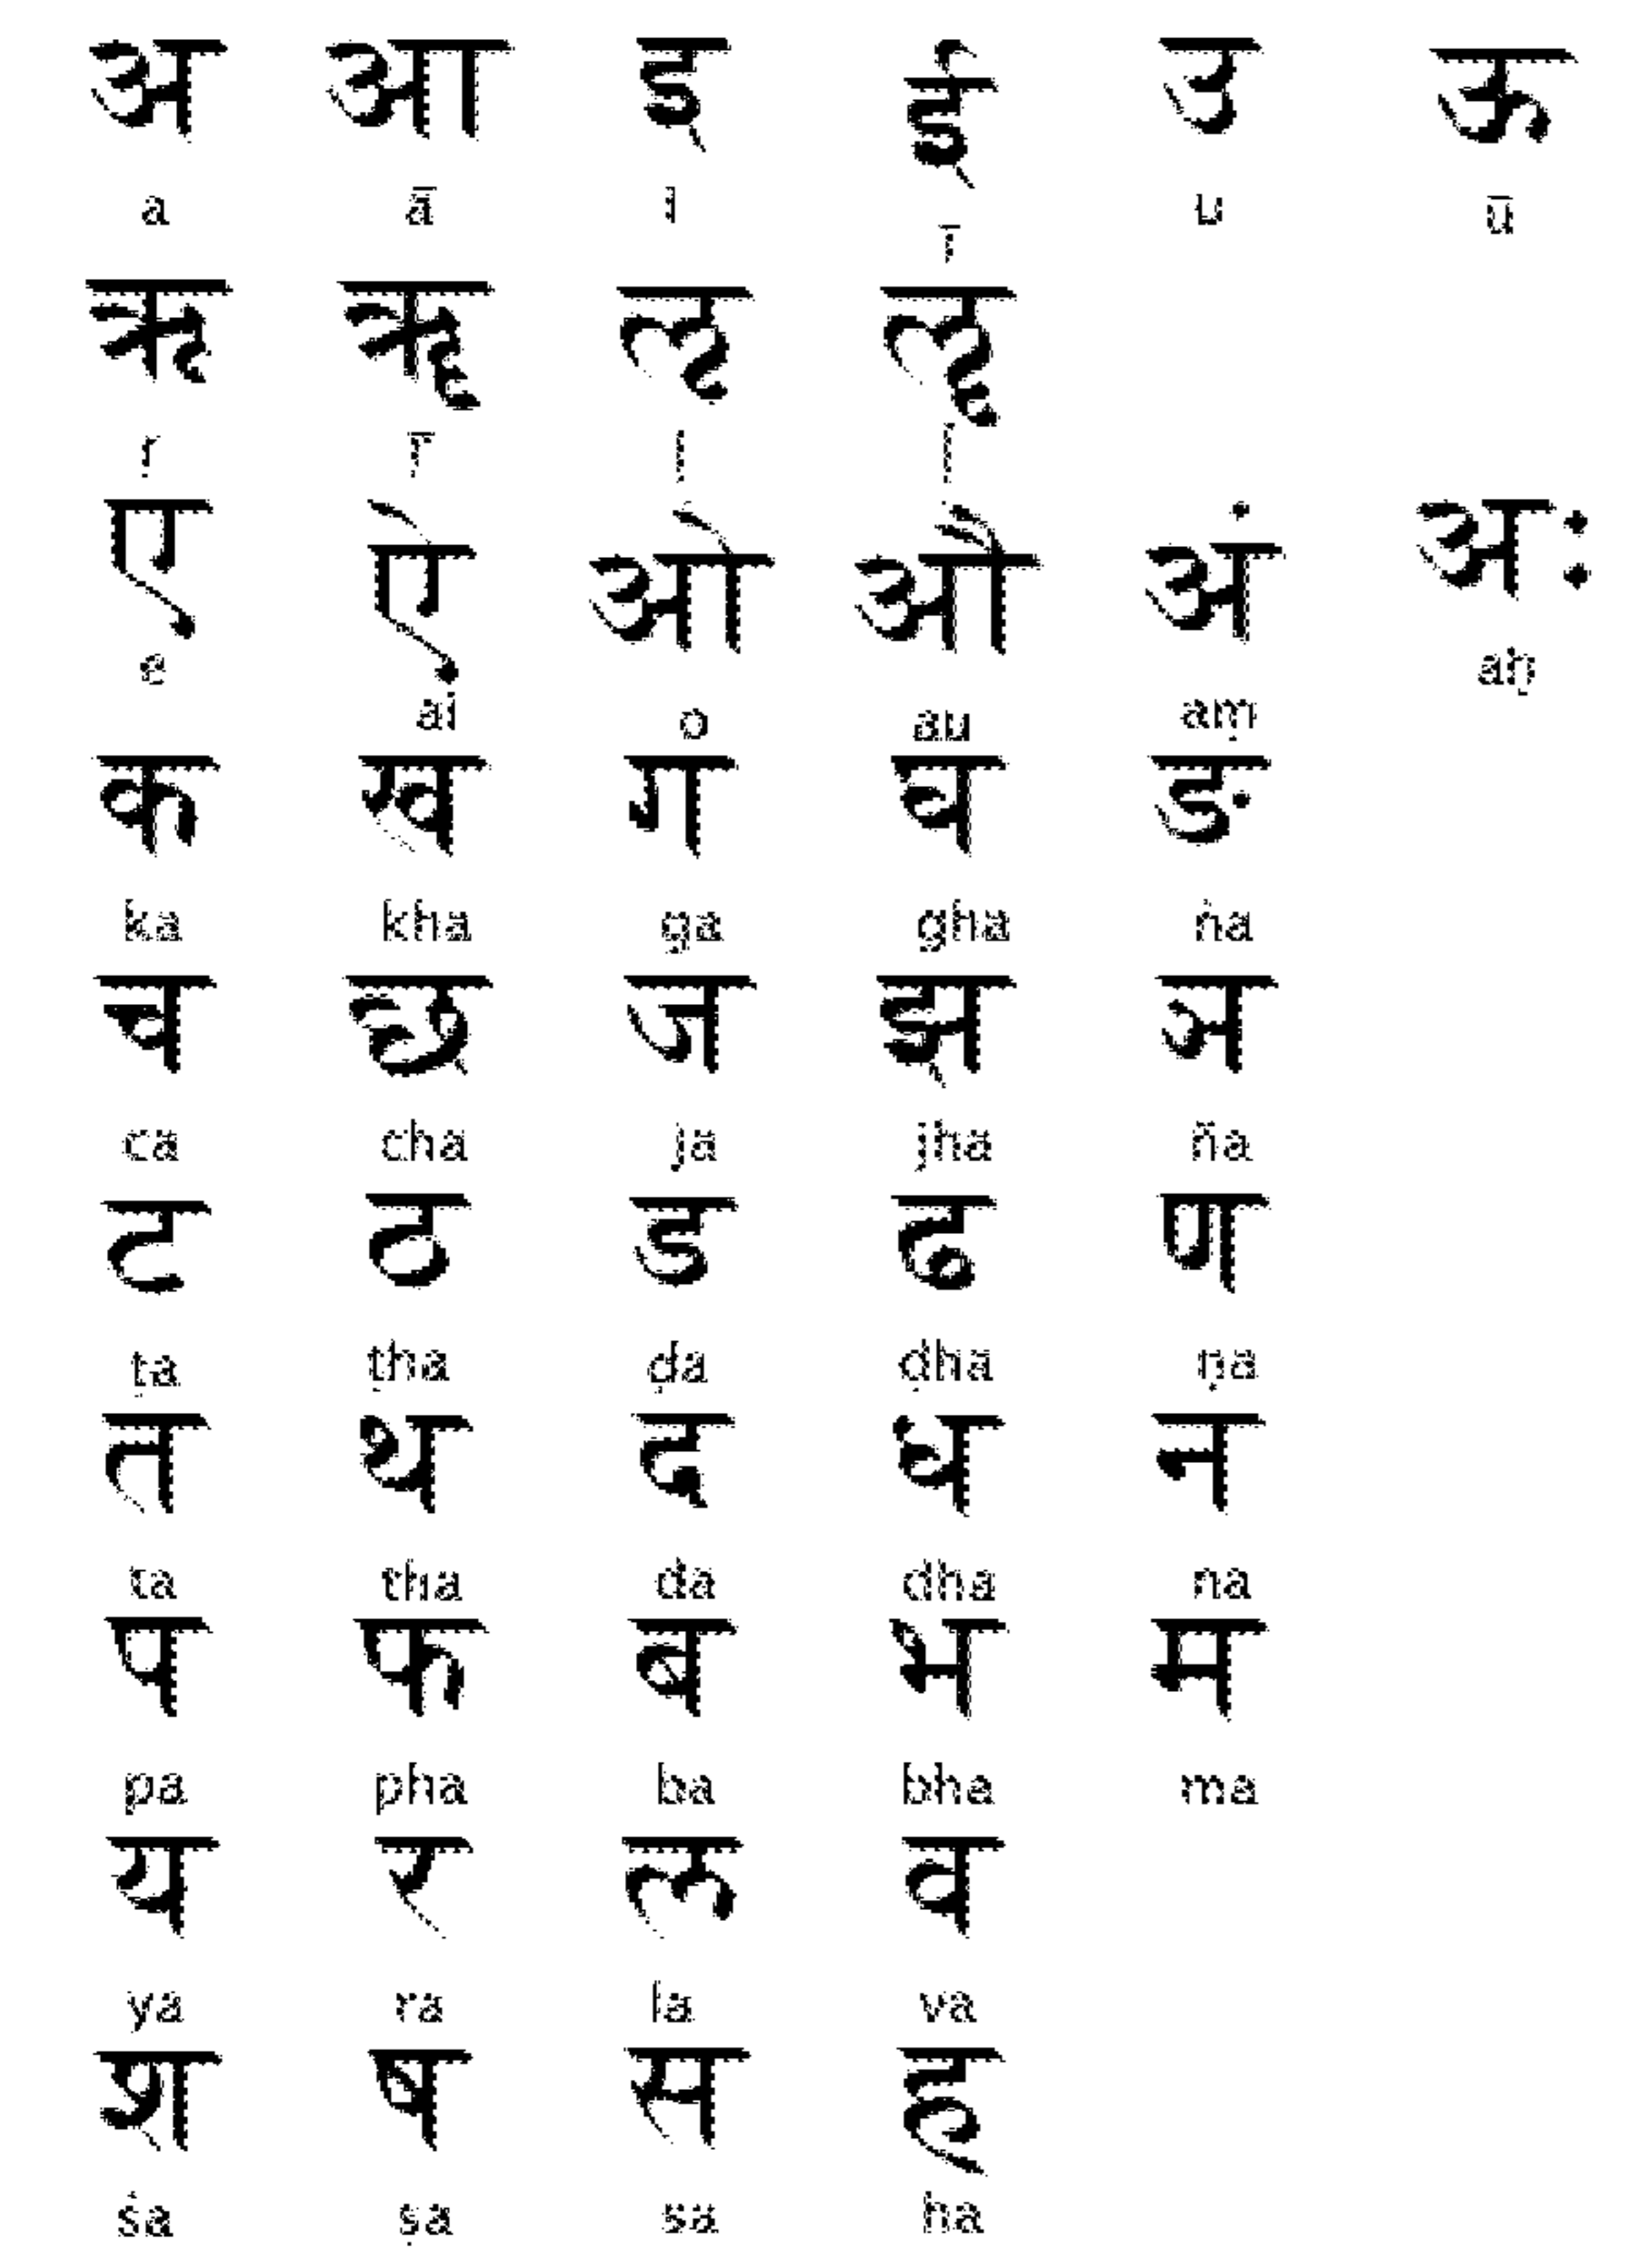 अ आ इ ई उ ऊ
a ā i ī u ū
ऋ ॠ ऌ ॡ
ṛ ṝ ḷ ḹ
ए ऐ ओ औ अं अः
e ai o au aṃ aḥ
क ख ग घ ङ
ka kha ga gha ṅa
च छ ज झ ञ
ca cha ja jha ña
ट ठ ड ढ ण
ṭa ṭha ḍa ḍha ṇa
त थ द ध न
ta tha da dha na
प फ ब भ म
pa pha ba bha ma
य र ल व
ya ra la va
श ष स ह
śa ṣa sa ha